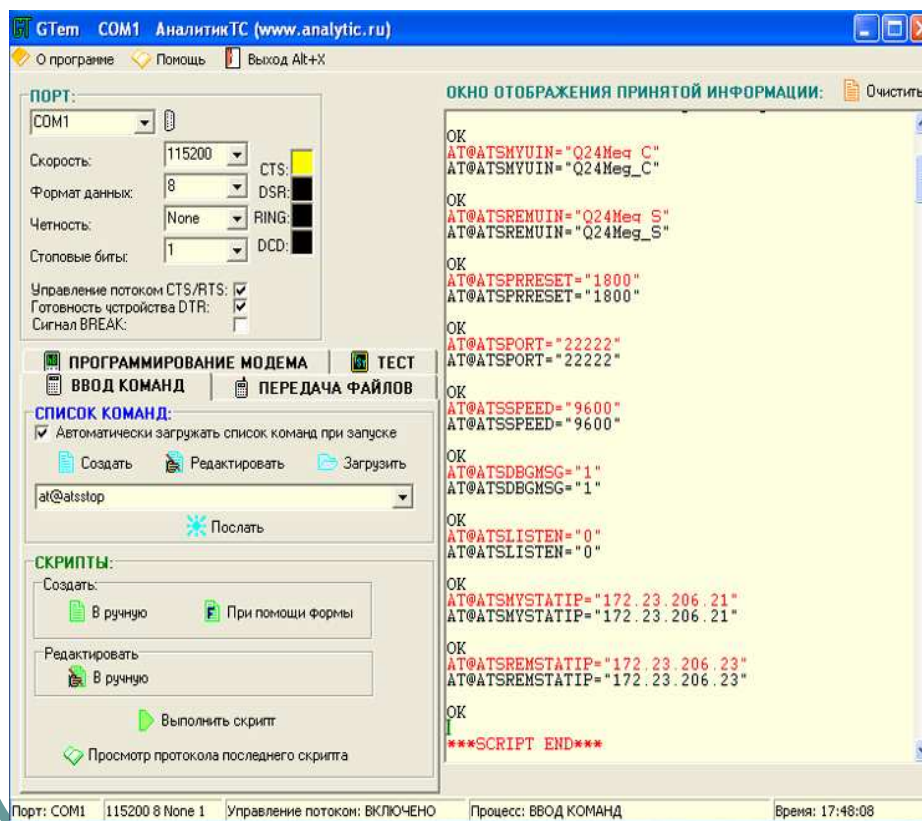 GTem COM1 АналитикТС (www.analytic.ru)
О программе Помощь Выход Alt+X
ПОРТ:
COM1
Скорость: 115200
Формат данных: 8
Четность: None
Стоповые биты: 1
CTS:
DSR:
RING:
DCD:
Управление потоком CTS/RTS:
Готовность устройства DTR:
Сигнал BREAK:
ПРОГРАММИРОВАНИЕ МОДЕМА ТЕСТ
ВВОД КОМАНД ПЕРЕДАЧА ФАЙЛОВ
СПИСОК КОМАНД:
Автоматически загружать список команд при запуске
Создать Редактировать Загрузить
at@atsstop
Послать
СКРИПТЫ:
Создать:
В ручную При помощи формы
Редактировать
В ручную
Выполнить скрипт
Просмотр протокола последнего скрипта
ОКНО ОТОБРАЖЕНИЯ ПРИНЯТОЙ ИНФОРМАЦИИ: Очистить
OK
AT@ATSMYUIN="Q24Meg_C"
AT@ATSMYUIN="Q24Meg_C"
OK
AT@ATSREMUIN="Q24Meg_S"
AT@ATSREMUIN="Q24Meg_S"
OK
AT@ATSPRRESET="1800"
AT@ATSPRRESET="1800"
OK
AT@ATSPORT="22222"
AT@ATSPORT="22222"
OK
AT@ATSSPEED="9600"
AT@ATSSPEED="9600"
OK
AT@ATSDBGMSG="1"
AT@ATSDBGMSG="1"
OK
AT@ATSLISTEN="0"
AT@ATSLISTEN="0"
OK
AT@ATSMYSTATIP="172.23.206.21"
AT@ATSMYSTATIP="172.23.206.21"
OK
AT@ATSREMSTATIP="172.23.206.23"
AT@ATSREMSTATIP="172.23.206.23"
OK
***SCRIPT END***
Порт: COM1 115200 8 None 1 Управление потоком: ВКЛЮЧЕНО Процесс: ВВОД КОМАНД Время: 17:48:08